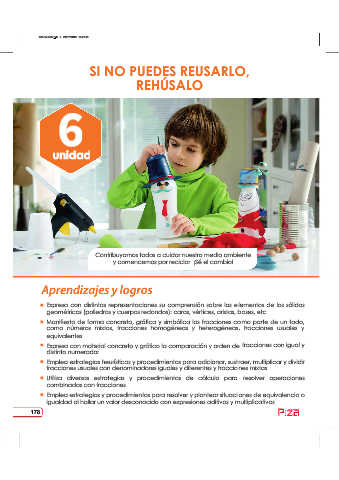 SI NO PUEDES REUSARLO,
REHÚSALO
6
unidad
Contribuyamos todos a cuidar nuestro medio ambiente
y comencemos por reciclar ¡Sé el cambio!
Aprendizajes y logros
Expresa con distintas representaciones su comprensión sobre los elementos de los sólidos
geométricos (poliedros y cuerpos redondos): caras, vértices, aristas, bases, etc.
Manifiesta de forma concreta, gráfica y simbólica las fracciones como parte de un todo,
como números mixtos, fracciones homogéneas y heterogéneas, fracciones usuales y
equivalentes
Expresa con material concreto y gráfico la comparación y orden de fracciones con igual y
distinto numerador
Emplea estrategias heurísticas y procedimientos para adicionar, sustraer, multiplicar y dividir
fracciones usuales con denominadores iguales y diferentes y fracciones mixtas
Utiliza diversas estrategias y procedimientos de cálculo para resolver operaciones
combinadas con fracciones
Emplea estrategias y procedimientos para resolver y plantear situaciones de equivalencia o
igualdad al hallar un valor desconocido con expresiones aditivas y multiplicativas
178